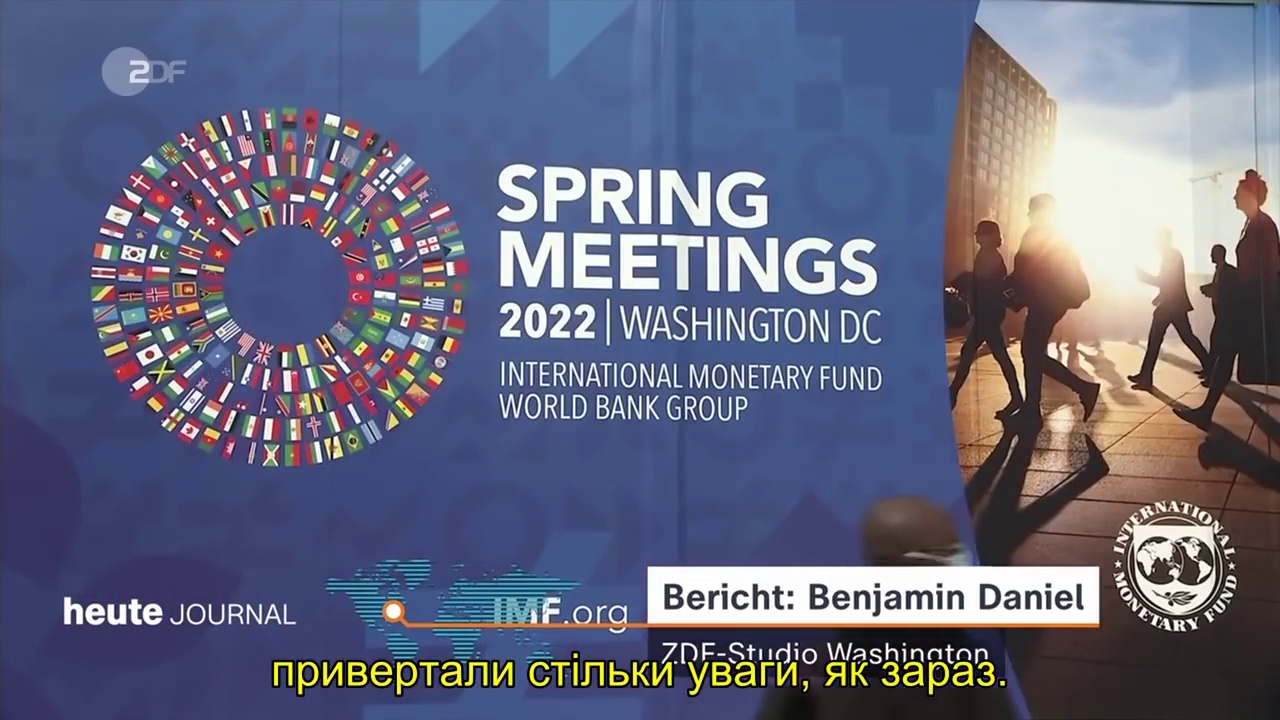 ZDF
SPRING
MEETINGS
2022 | WASHINGTON DC
INTERNATIONAL MONETARY FUND
WORLD BANK GROUP
INTERNATIONAL
MONETARY FUND
heute JOURNAL
IMF.org
Bericht: Benjamin Daniel
ZDF-Studio Washington
привертали стільки уваги, як зараз.